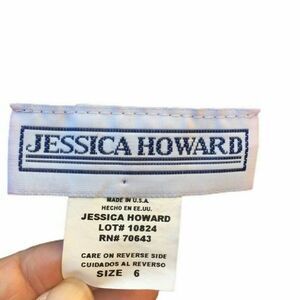 JESSICA HOWARD
MADE IN U.S.A.
HECHO EN EE.UU.
JESSICA HOWARD
LOT# 10824
RN# 70643
CARE ON REVERSE SIDE
CUIDADOS AL REVERSO
SIZE 6